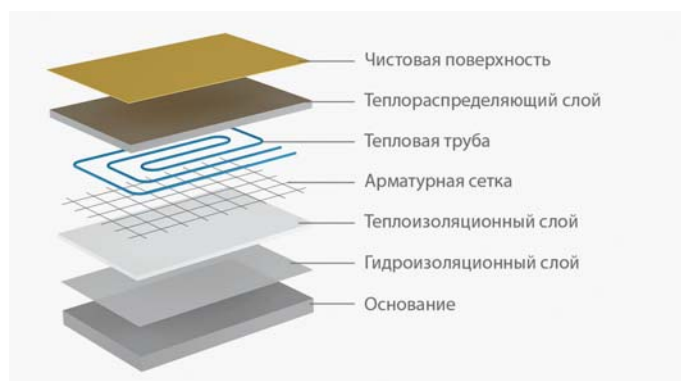 Чистовая поверхность
Теплораспределяющий слой
Тепловая труба
Арматурная сетка
Теплоизоляционный слой
Гидроизоляционный слой
Основание